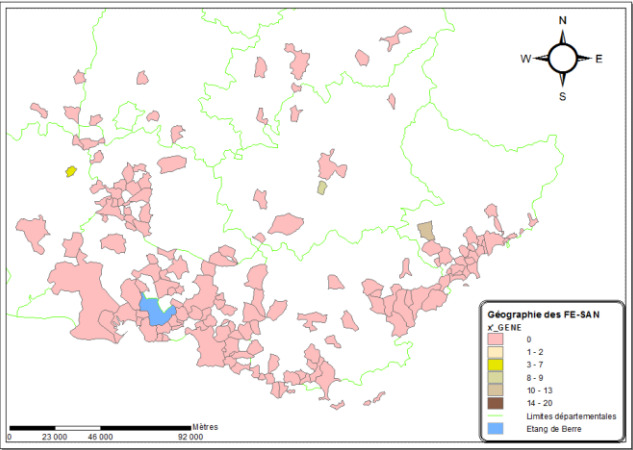 N
W E
S
Géographie des FE-SAN
x'_GENE
0
1 - 2
3 - 7
8 - 9
10 - 13
14 - 20
Limites départementales
Etang de Berre
Mètres
0 23 000 46 000 92 000